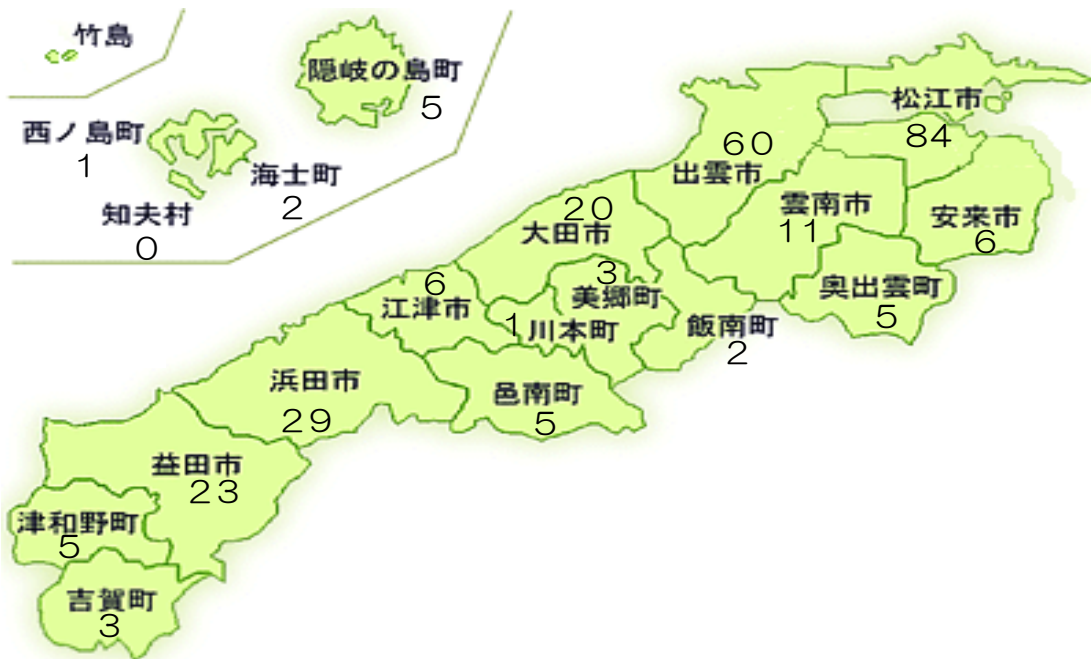 竹島
隠岐の島町
5
西ノ島町
1
海士町
2
知夫村
0
松江市
84
60
出雲市
雲南市
11
安来市
6
20
大田市
奥出雲町
5
3
美郷町
6
江津市
1
川本町
飯南町
2
浜田市
29
邑南町
5
益田市
23
津和野町
5
吉賀町
3